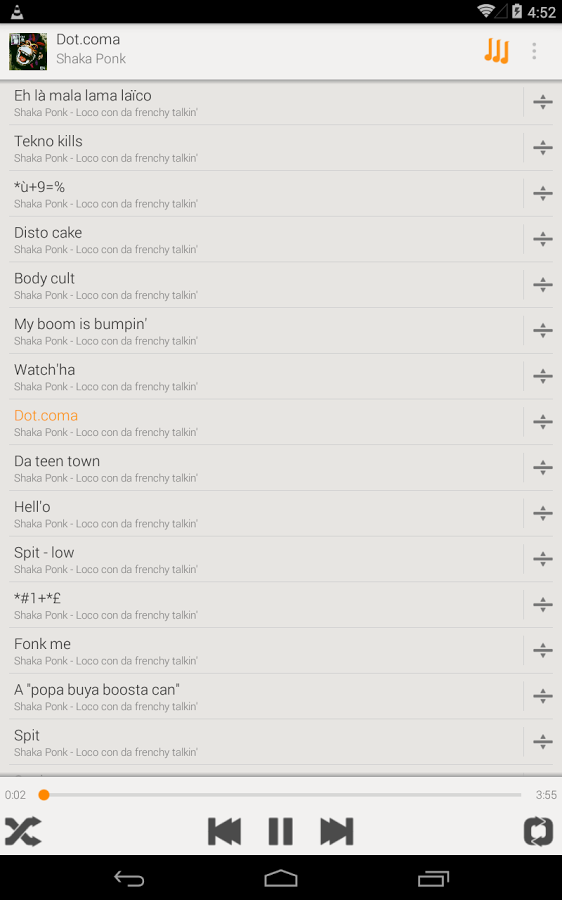 4:52
Dot.coma
Shaka Ponk
Eh là mala lama laïco
Shaka Ponk - Loco con da frenchy talkin'
Tekno kills
Shaka Ponk - Loco con da frenchy talkin'
*ù+9=%
Shaka Ponk - Loco con da frenchy talkin'
Disto cake
Shaka Ponk - Loco con da frenchy talkin'
Body cult
Shaka Ponk - Loco con da frenchy talkin'
My boom is bumpin'
Shaka Ponk - Loco con da frenchy talkin'
Watch'ha
Shaka Ponk - Loco con da frenchy talkin'
Dot.coma
Shaka Ponk - Loco con da frenchy talkin'
Da teen town
Shaka Ponk - Loco con da frenchy talkin'
Hell'o
Shaka Ponk - Loco con da frenchy talkin'
Spit - low
Shaka Ponk - Loco con da frenchy talkin'
*#1+*£
Shaka Ponk - Loco con da frenchy talkin'
Fonk me
Shaka Ponk - Loco con da frenchy talkin'
A "popa buya boosta can"
Shaka Ponk - Loco con da frenchy talkin'
Spit
Shaka Ponk - Loco con da frenchy talkin'
0:02
3:55